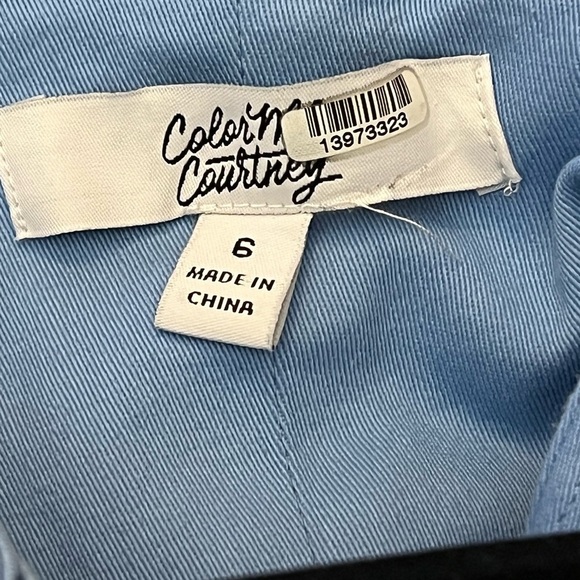 Color
Courtney
13973323
6
MADE IN
CHINA